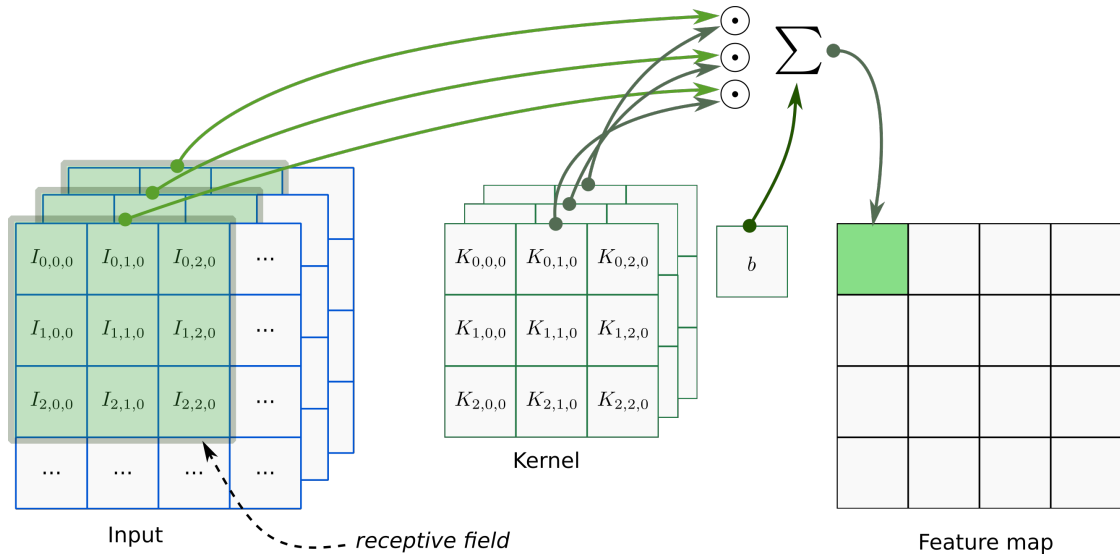 ∑
I0,0,0 I0,1,0 I0,2,0 ...
K0,0,0 K0,1,0 K0,2,0
b
I1,0,0 I1,1,0 I1,2,0 ...
K1,0,0 K1,1,0 K1,2,0
I2,0,0 I2,1,0 I2,2,0 ...
K2,0,0 K2,1,0 K2,2,0
... ... ... ...
Kernel
Input
receptive field
Feature map